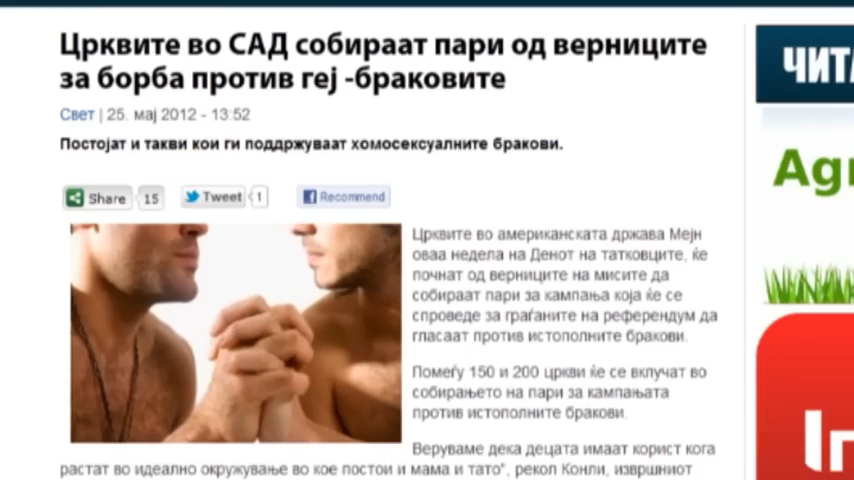 Црквите во САД собираат пари од верниците
за борба против геј -браковите
Свет | 25. мај 2012 - 13:52
Постојат и такви кои ги поддржуваат хомосексуалните бракови.
Share 15 Tweet 1 Recommend
Црквите во американската држава Мејн
оваа недела на Денот на татковците, ќе
почнат од верниците на мисите да
собираат пари за кампања која ќе се
спроведе за граѓаните на референдум да
гласаат против истополните бракови.
Помеѓу 150 и 200 цркви ќе се вклучат во
собирањето на пари за кампањата
против истополните бракови.
Веруваме дека децата имаат корист кога
растат во идеално окружување во кое постои и мама и тато", рекол Конли, извршниот